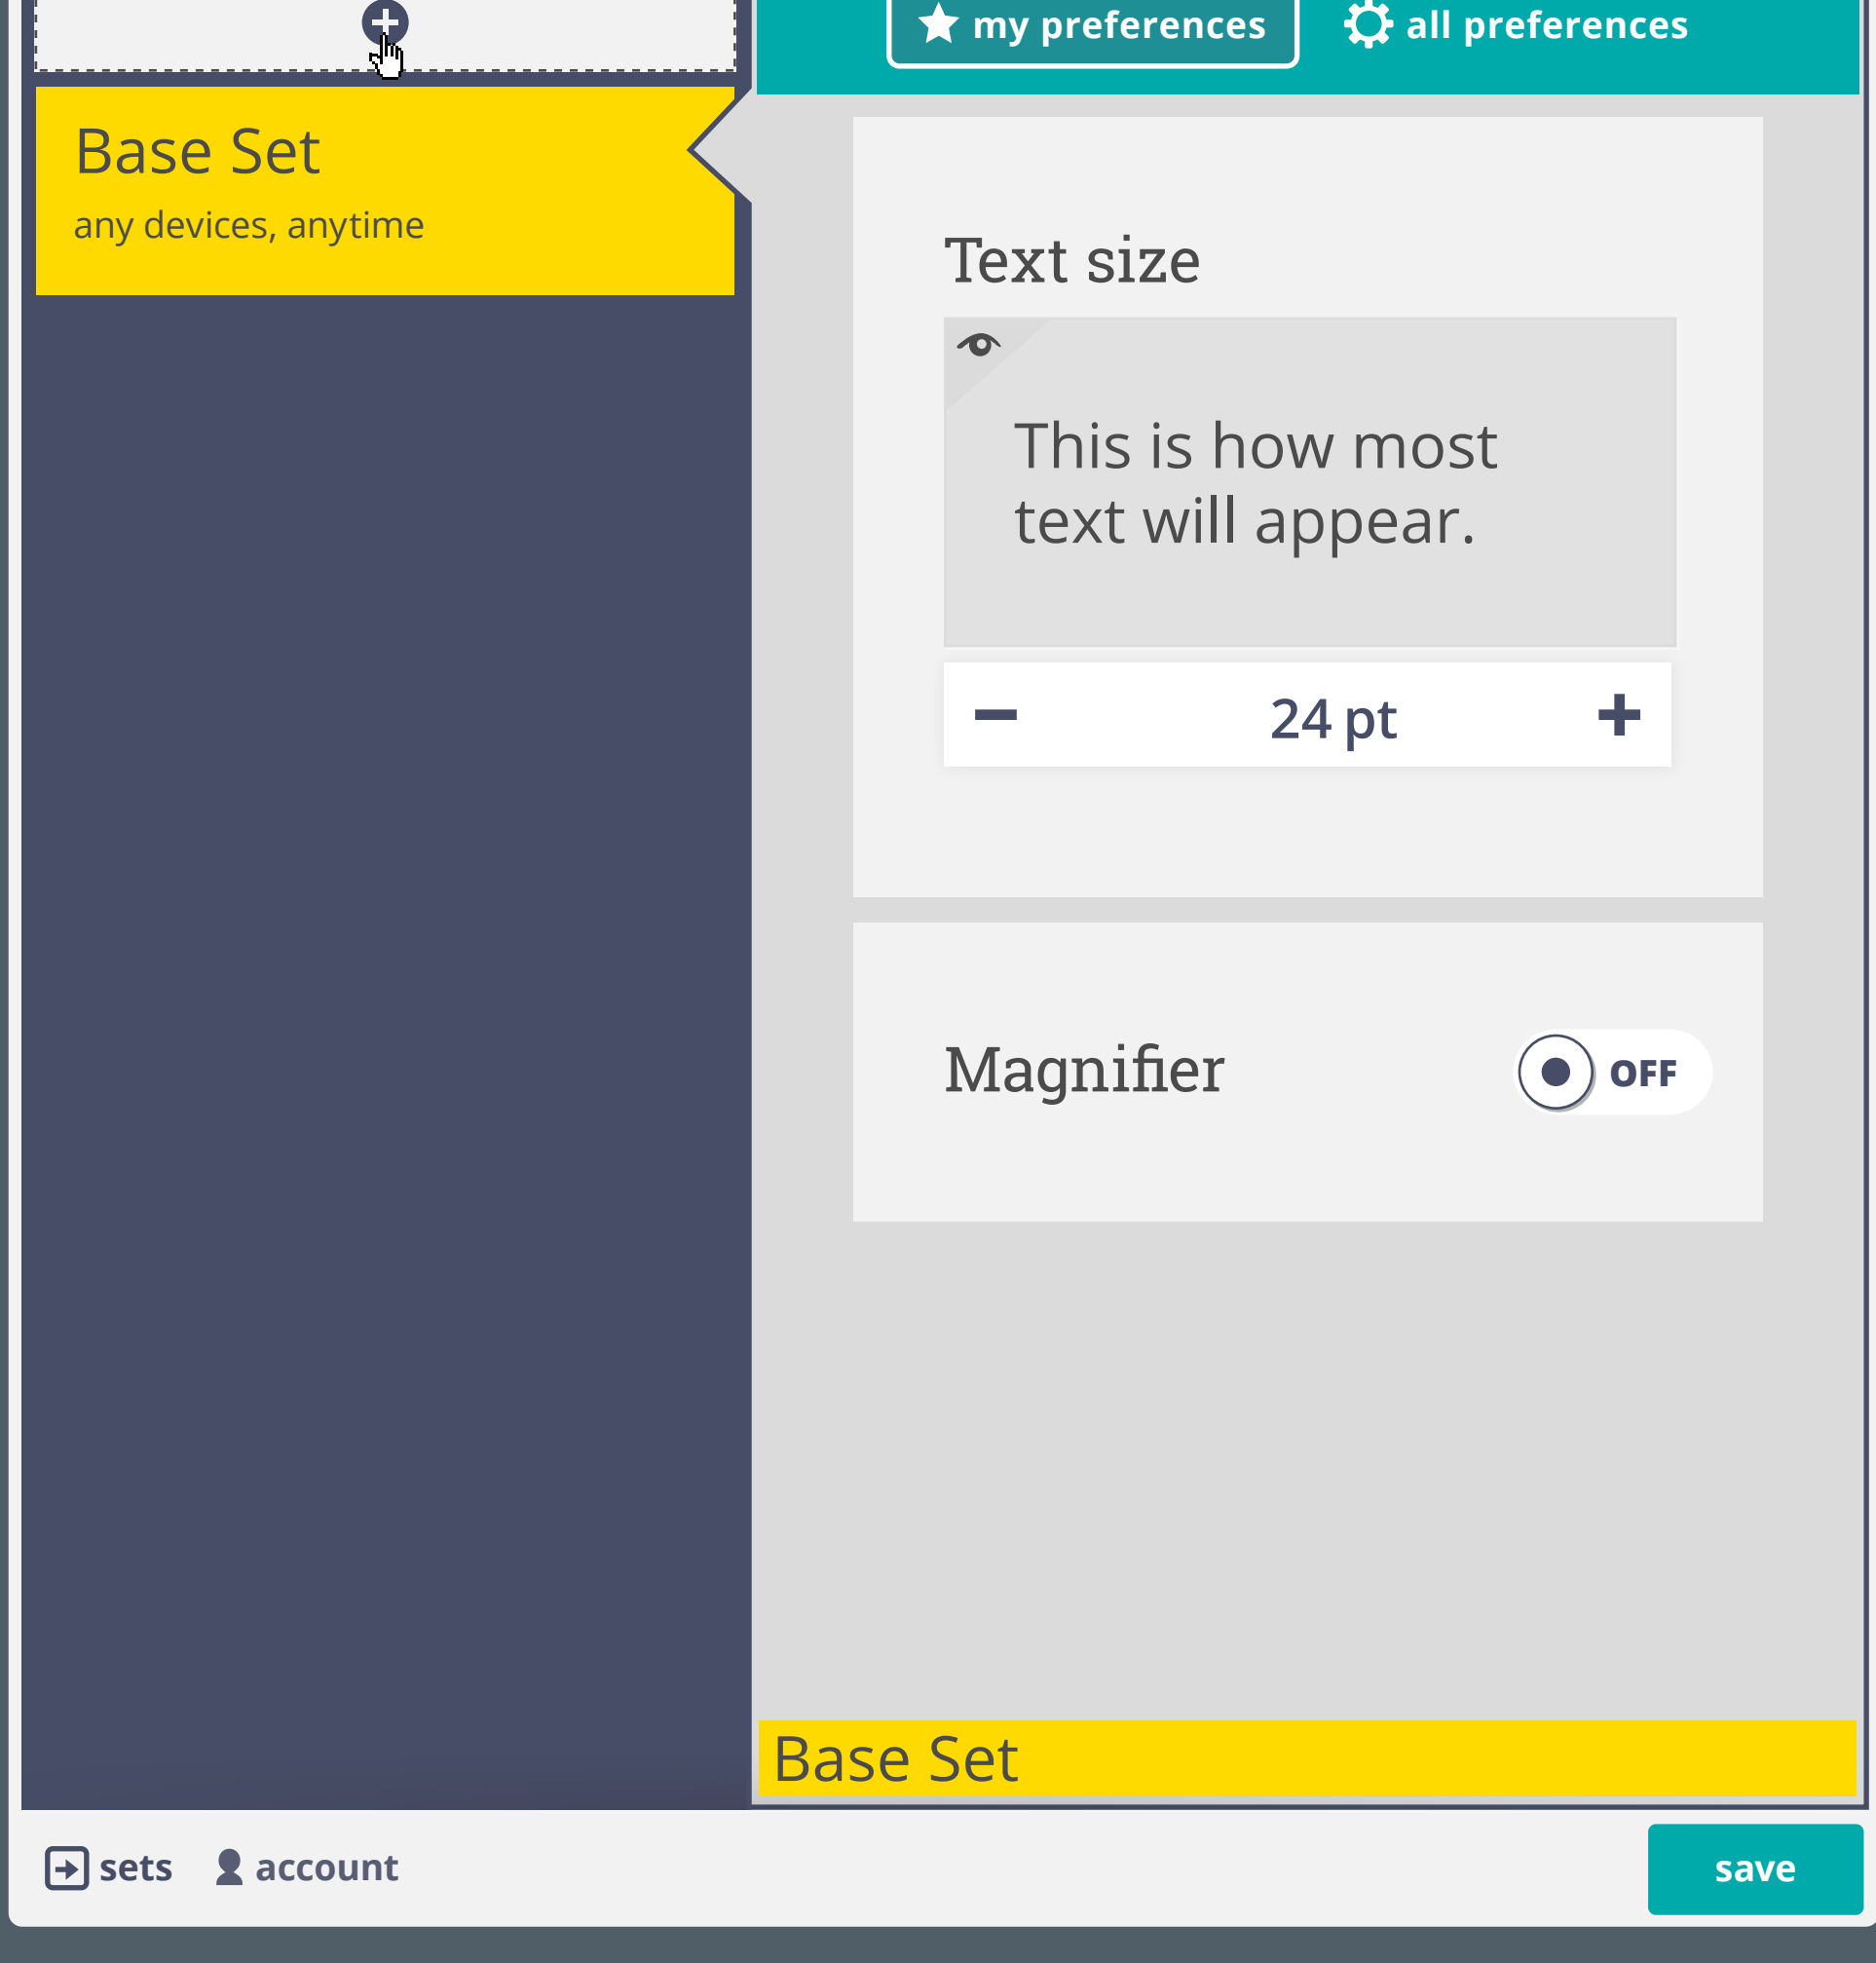 my preferences
all preferences
Base Set
any devices, anytime
Text size
This is how most
text will appear.
24 pt
Magnifier
OFF
Base Set
sets
account
save